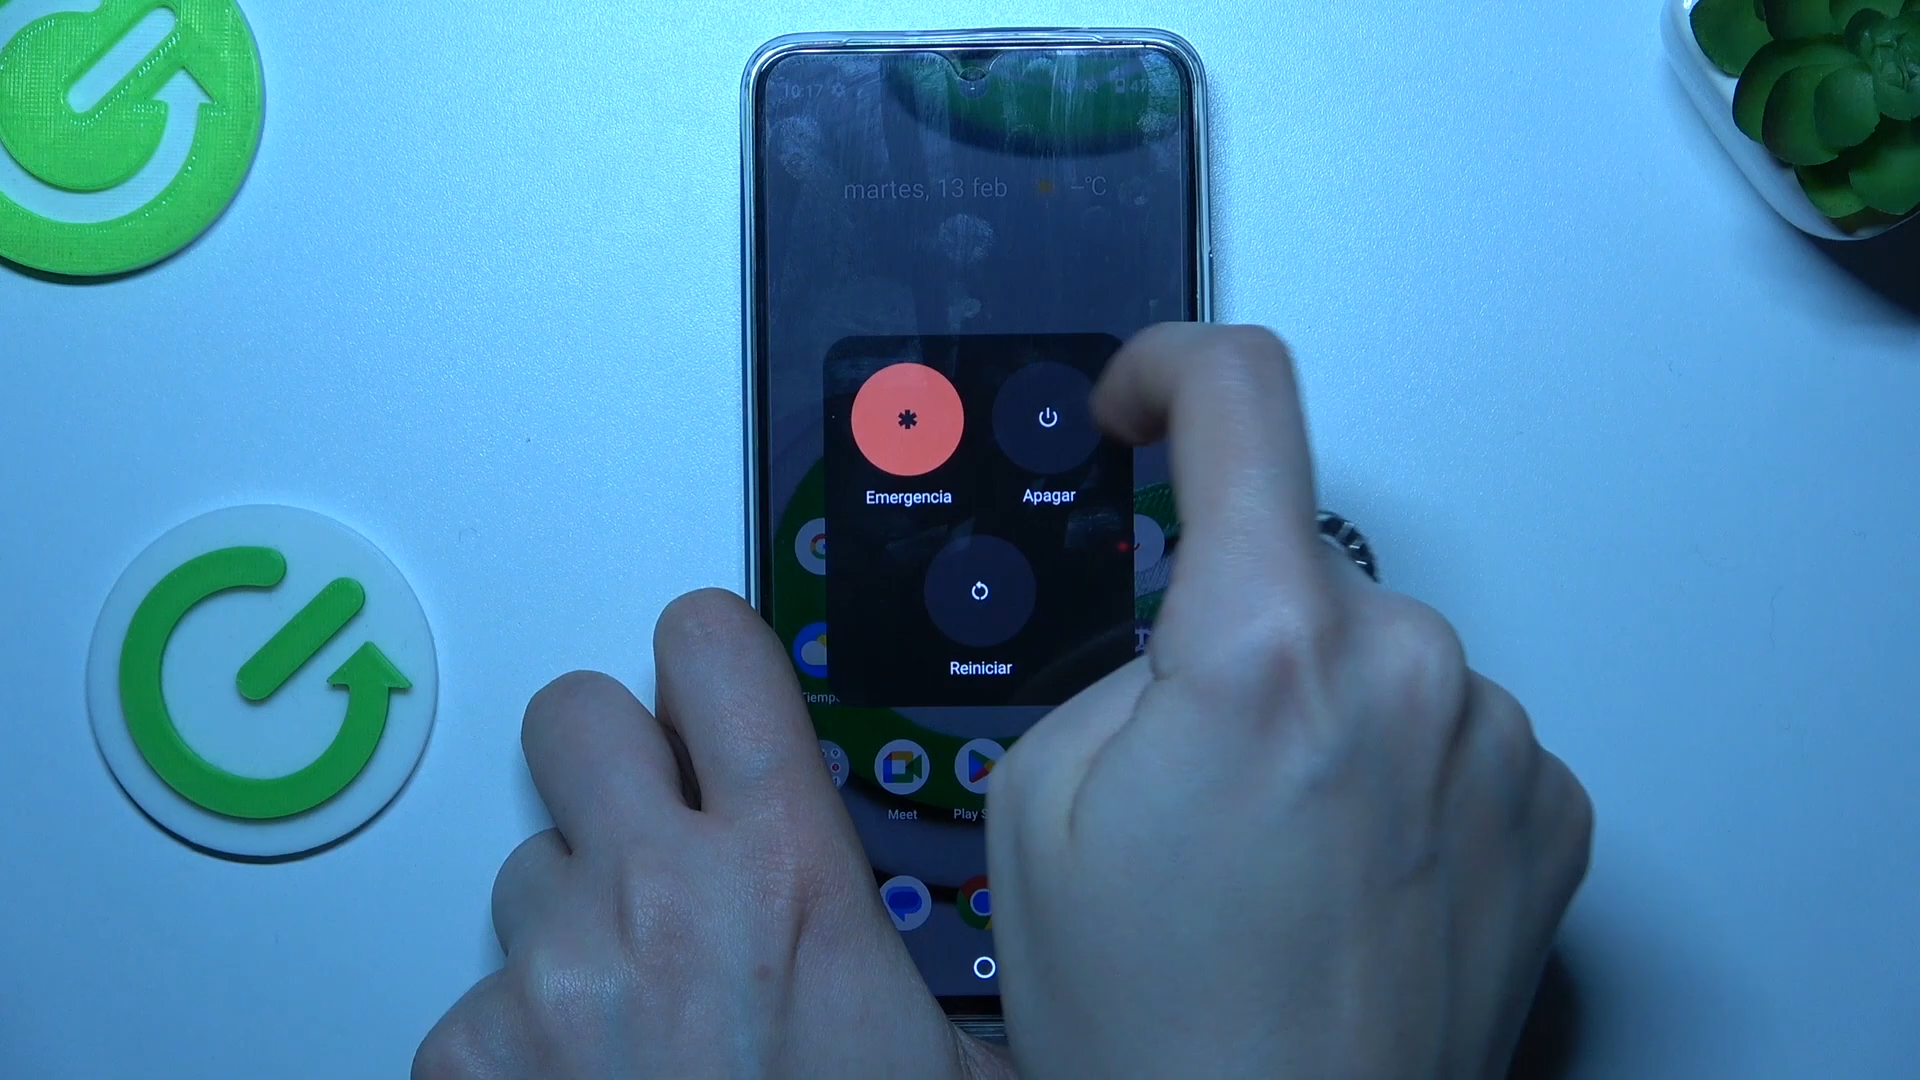 10:17
martes, 13 feb --°C
Emergencia
Apagar
Reiniciar
Meet